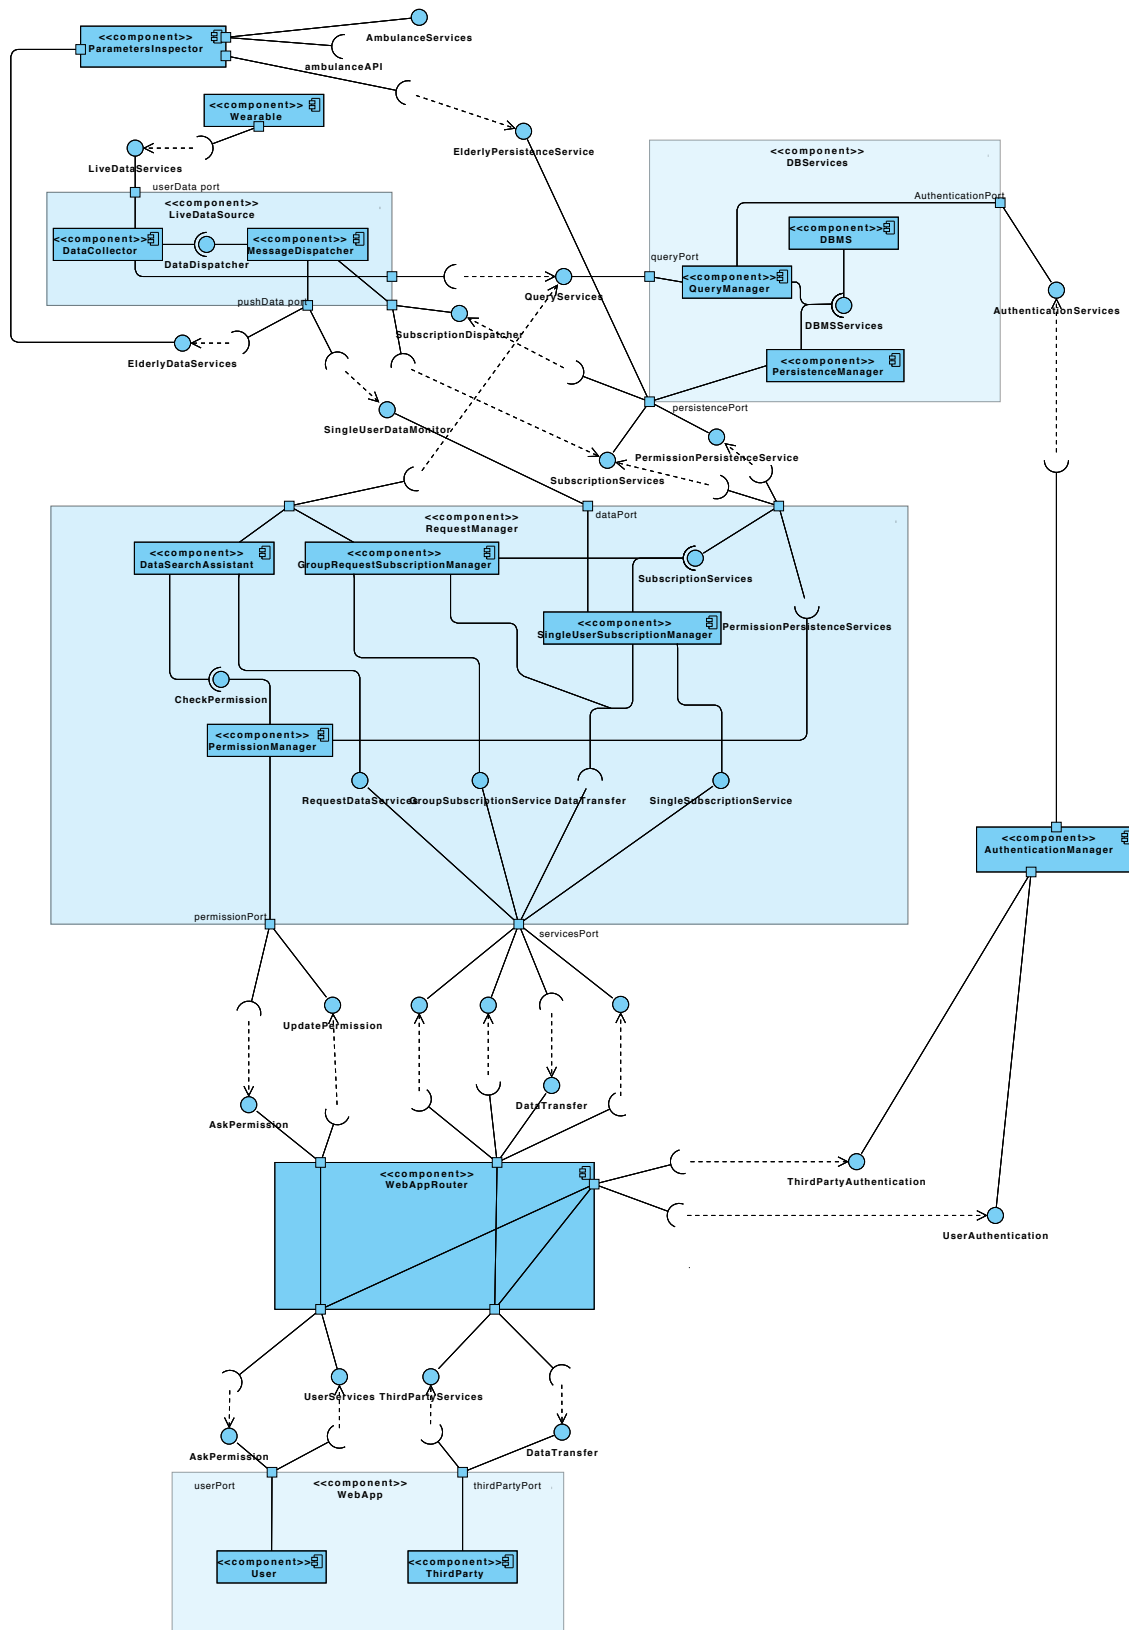 <<component>>
ParametersInspector
AmbulanceServices
ambulanceAPI
<<component>>
Wearable
ElderlyPersistenceService
<<component>>
DBServices
LiveDataServices
userData port
<<component>>
LiveDataSource
AuthenticationPort
<<component>>
DataCollector
DataDispatcher
<<component>>
MessageDispatcher
<<component>>
DBMS
queryPort
<<component>>
QueryManager
QueryServices
pushData port
AuthenticationServices
DBMSServices
SubscriptionDispatcher
ElderlyDataServices
<<component>>
PersistenceManager
persistencePort
SingleUserDataMonitor
PermissionPersistenceService
SubscriptionServices
<<component>>
RequestManager
dataPort
<<component>>
DataSearchAssistant
<<component>>
GroupRequestSubscriptionManager
SubscriptionServices
<<component>>
SingleUserSubscriptionManager
PermissionPersistenceServices
CheckPermission
<<component>>
PermissionManager
RequestDataServices
GroupSubscriptionService
DataTransfer
SingleSubscriptionService
<<component>>
AuthenticationManager
permissionPort
servicesPort
UpdatePermission
AskPermission
DataTransfer
<<component>>
WebAppRouter
ThirdPartyAuthentication
UserAuthentication
UserServices
ThirdPartyServices
AskPermission
DataTransfer
userPort
<<component>>
WebApp
thirdPartyPort
<<component>>
User
<<component>>
ThirdParty